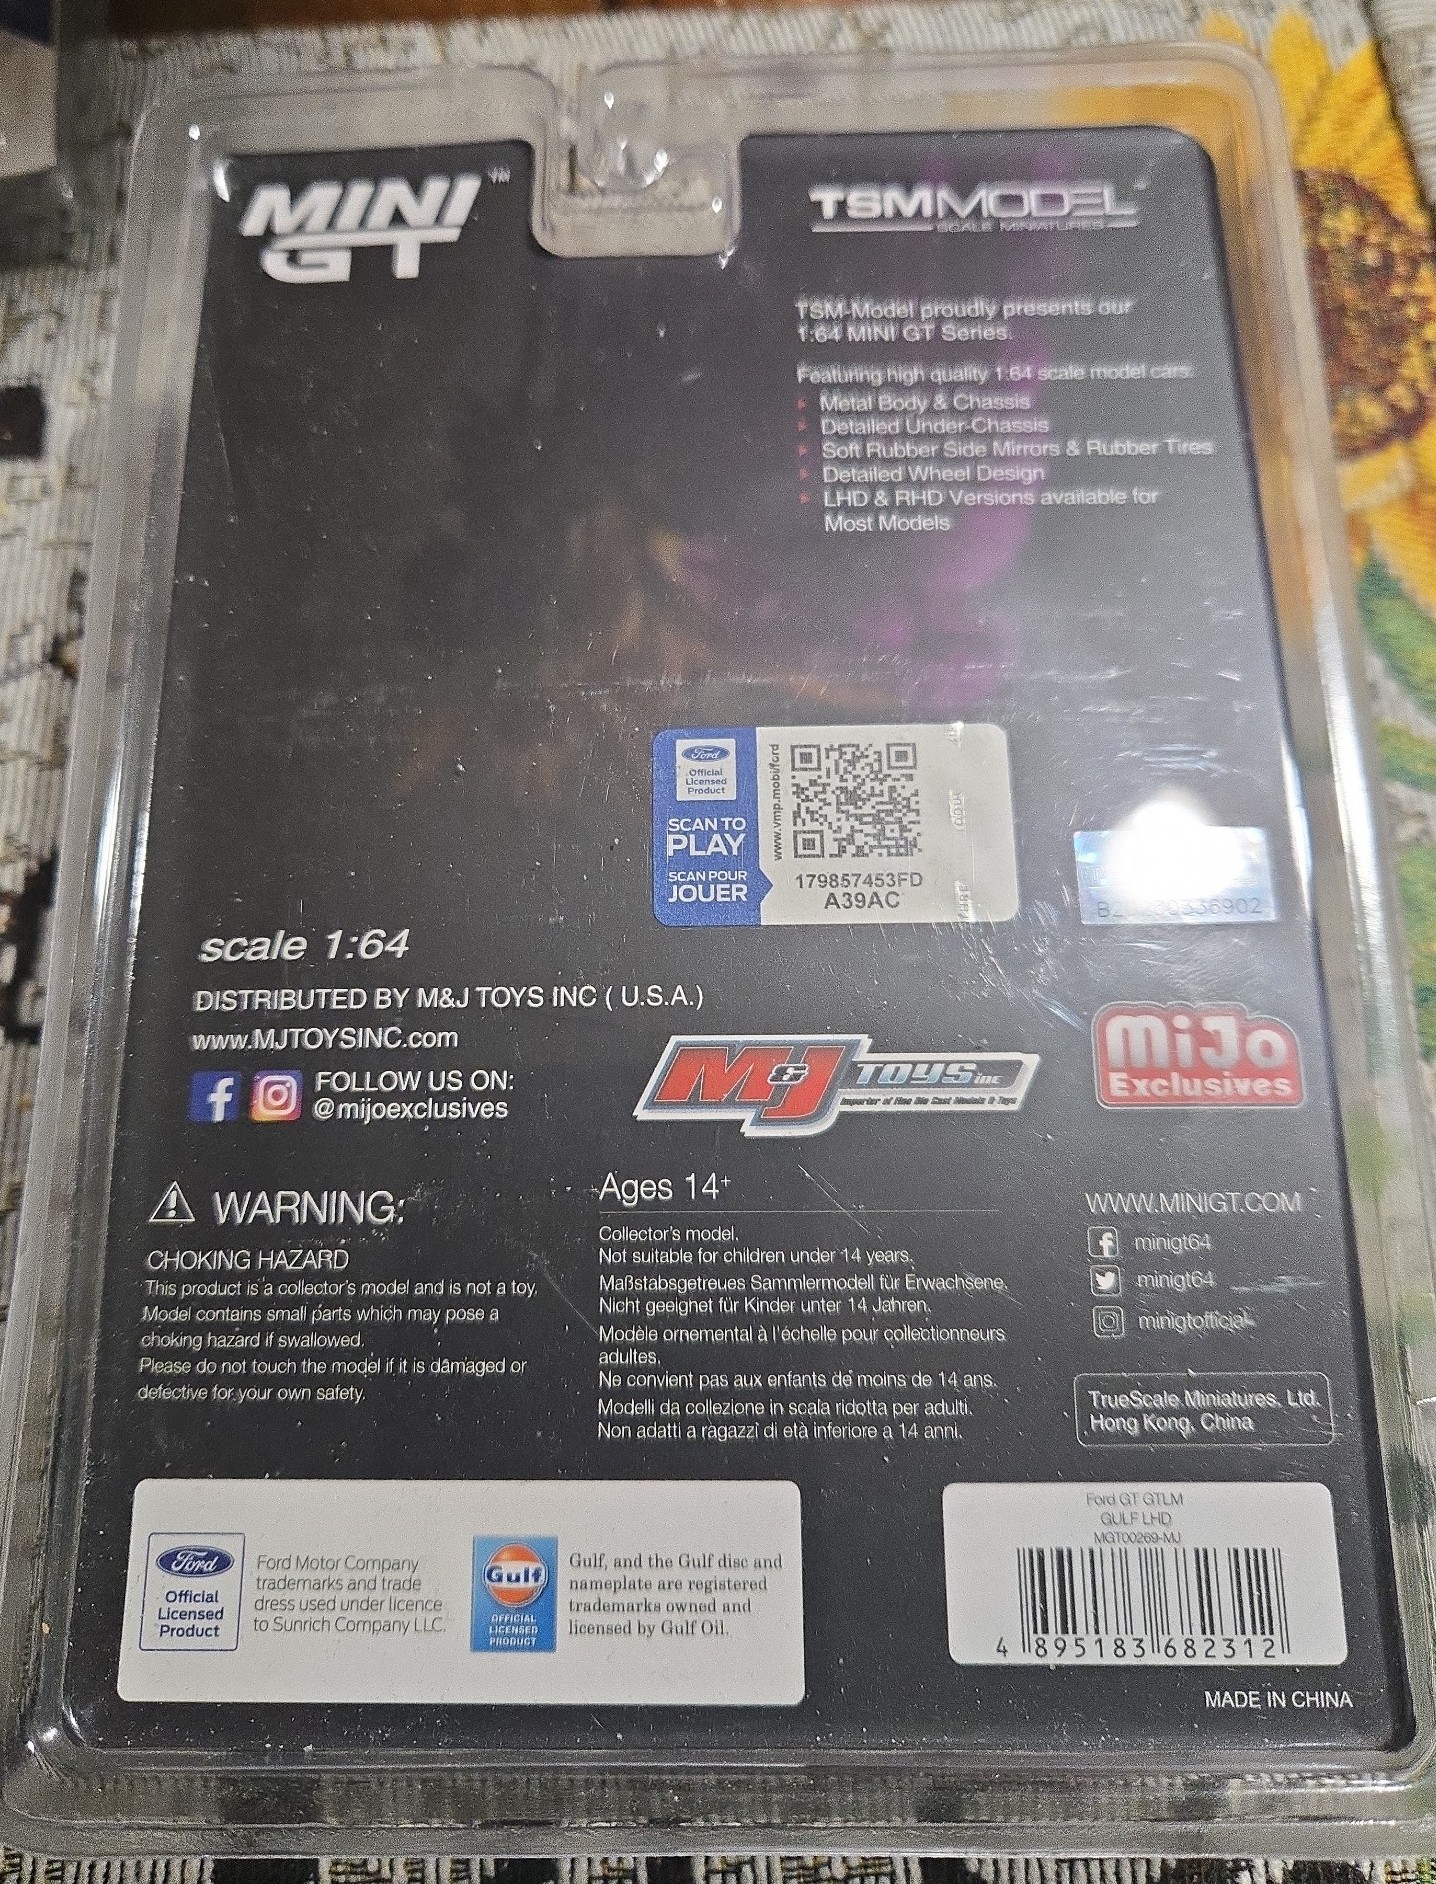 MINI
GT
TM
TSMMODEL
SCALE MINIATURES
TSM-Model proudly presents our
1:64 MINI GT Series.
Featuring high quality 1:64 scale model cars.
Metal Body & Chassis
Detailed Under-Chassis
Soft Rubber Side Mirrors & Rubber Tires
Detailed Wheel Design
LHD & RHD Versions available for
Most Models
Ford
Official
Licensed
Product
SCAN TO
PLAY
SCAN POUR
JOUER
www.vmp.mobi/ford
179857453FD
A39AC
336902
scale 1:64
DISTRIBUTED BY M&J TOYS INC ( U.S.A.)
www.MJTOYSINC.com
FOLLOW US ON:
@mijoexclusives
M&J TOYS inc
Importer of Fine Die Cast Models & Toys
MiJo
Exclusives
WARNING:
CHOKING HAZARD
This product is a collector's model and is not a toy.
Model contains small parts which may pose a
choking hazard if swallowed.
Please do not touch the model if it is damaged or
defective for your own safety.
Ages 14+
Collector's model.
Not suitable for children under 14 years.
Maßstabsgetreues Sammlermodell für Erwachsene.
Nicht geeignet für Kinder unter 14 Jahren.
Modèle ornemental à l'échelle pour collectionneurs
adultes.
Ne convient pas aux enfants de moins de 14 ans.
Modelli da collezione in scala ridotta per adulti.
Non adatti a ragazzi di età inferiore a 14 anni.
WWW.MINIGT.COM
minigt64
minigt64
minigtofficial
TrueScale Miniatures, Ltd.
Hong Kong, China
Ford
Official
Licensed
Product
Ford Motor Company
trademarks and trade
dress used under licence
to Sunrich Company LLC.
Gulf
OFFICIAL
LICENSED
PRODUCT
Gulf, and the Gulf disc and
nameplate are registered
trademarks owned and
licensed by Gulf Oil.
Ford GT GTLM
GULF LHD
MGT00269-MJ
4 895183 682312
MADE IN CHINA